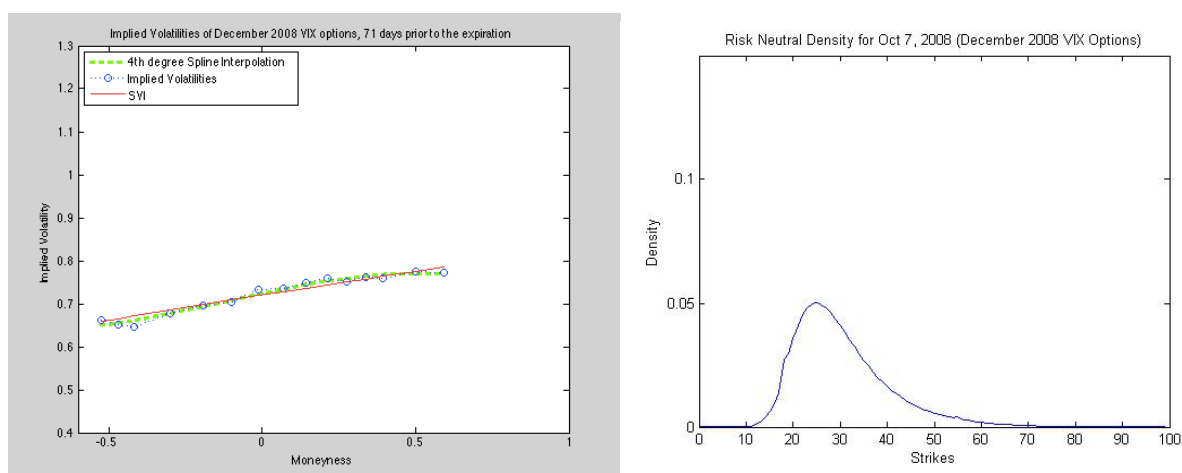 Implied Volatilities of December 2008 VIX options, 71 days prior to the expiration
1.3
1.2
1.1
1
0.9
0.8
0.7
0.6
0.5
0.4
Implied Volatility
4th degree Spline Interpolation
Implied Volatilities
SVI
-0.5
0
0.5
1
Moneyness
Risk Neutral Density for Oct 7, 2008 (December 2008 VIX Options)
0.1
0.05
0
Density
0 10 20 30 40 50 60 70 80 90 100
Strikes